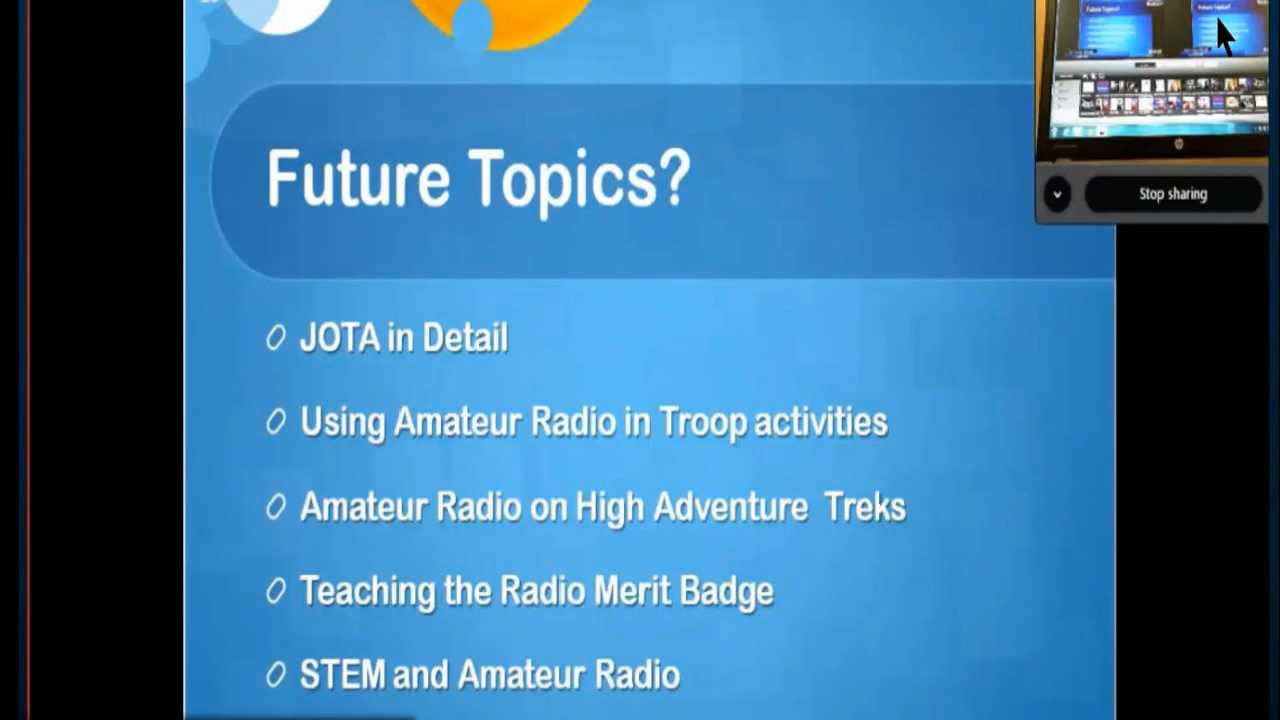 Future Topics?
Stop sharing
JOTA in Detail
Using Amateur Radio in Troop activities
Amateur Radio on High Adventure Treks
Teaching the Radio Merit Badge
STEM and Amateur Radio